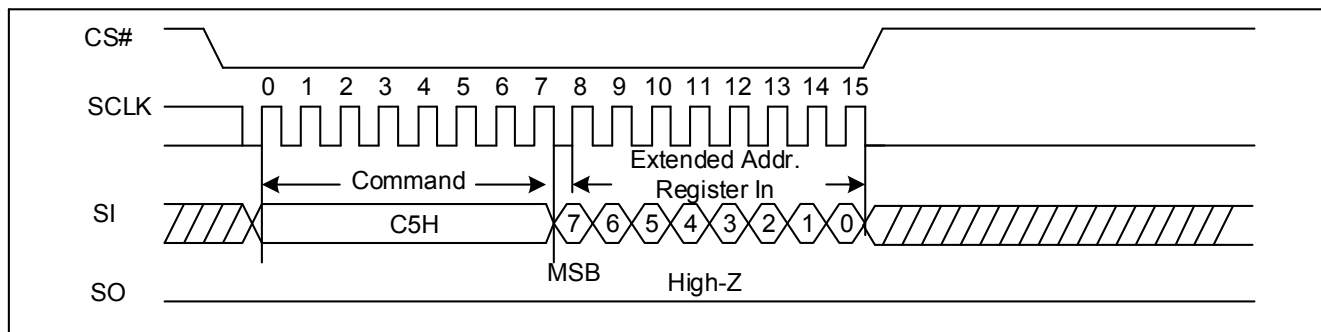 CS#
0 1 2 3 4 5 6 7 8 9 10 11 12 13 14 15
SCLK
Command
Extended Addr.
Register In
SI
C5H
7 6 5 4 3 2 1 0
MSB
High-Z
SO